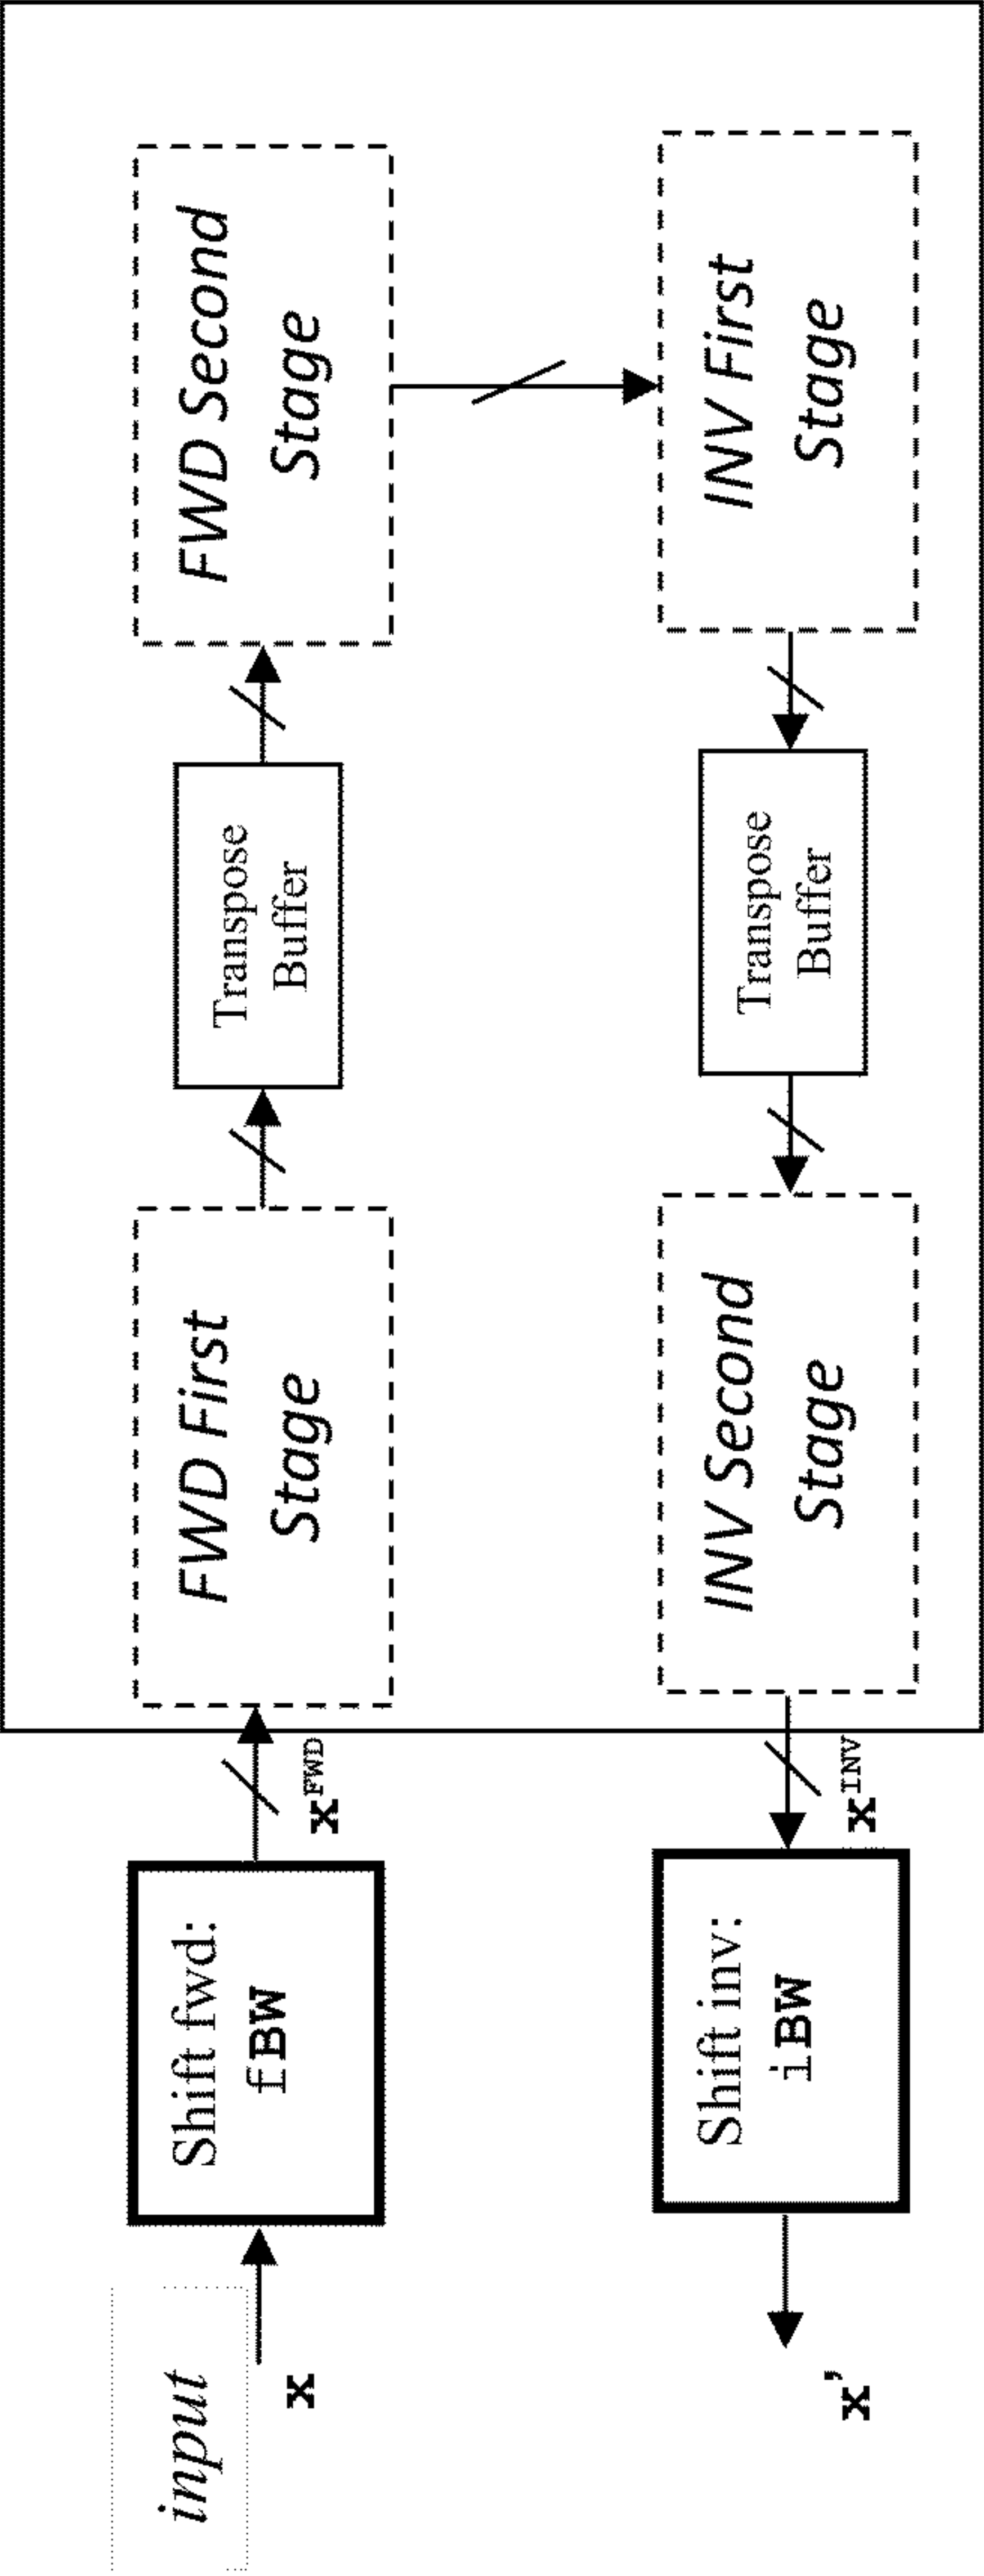 input
x
Shift fwd:
fBW
x^FWD
FWD First
Stage
Transpose
Buffer
FWD Second
Stage
INV First
Stage
Transpose
Buffer
INV Second
Stage
x^INV
Shift inv:
iBW
x'